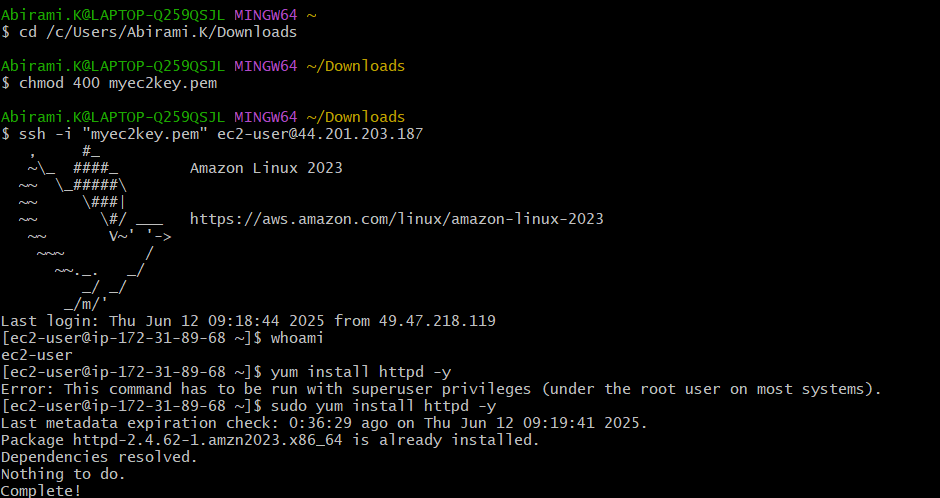 Abirami.K@LAPTOP-Q259QSJL MINGW64 ~
$ cd /c/Users/Abirami.K/Downloads

Abirami.K@LAPTOP-Q259QSJL MINGW64 ~/Downloads
$ chmod 400 myec2key.pem

Abirami.K@LAPTOP-Q259QSJL MINGW64 ~/Downloads
$ ssh -i "myec2key.pem" ec2-user@44.201.203.187
   ,     #_
   ~\_  ####_        Amazon Linux 2023
  ~~  \_#####\
  ~~     \###|
  ~~       \#/ ___   https://aws.amazon.com/linux/amazon-linux-2023
   ~~       V~' '->
    ~~~         /
      ~~._.   _/
         _/ _/
       _/m/'
Last login: Thu Jun 12 09:18:44 2025 from 49.47.218.119
[ec2-user@ip-172-31-89-68 ~]$ whoami
ec2-user
[ec2-user@ip-172-31-89-68 ~]$ yum install httpd -y
Error: This command has to be run with superuser privileges (under the root user on most systems).
[ec2-user@ip-172-31-89-68 ~]$ sudo yum install httpd -y
Last metadata expiration check: 0:36:29 ago on Thu Jun 12 09:19:41 2025.
Package httpd-2.4.62-1.amzn2023.x86_64 is already installed.
Dependencies resolved.
Nothing to do.
Complete!